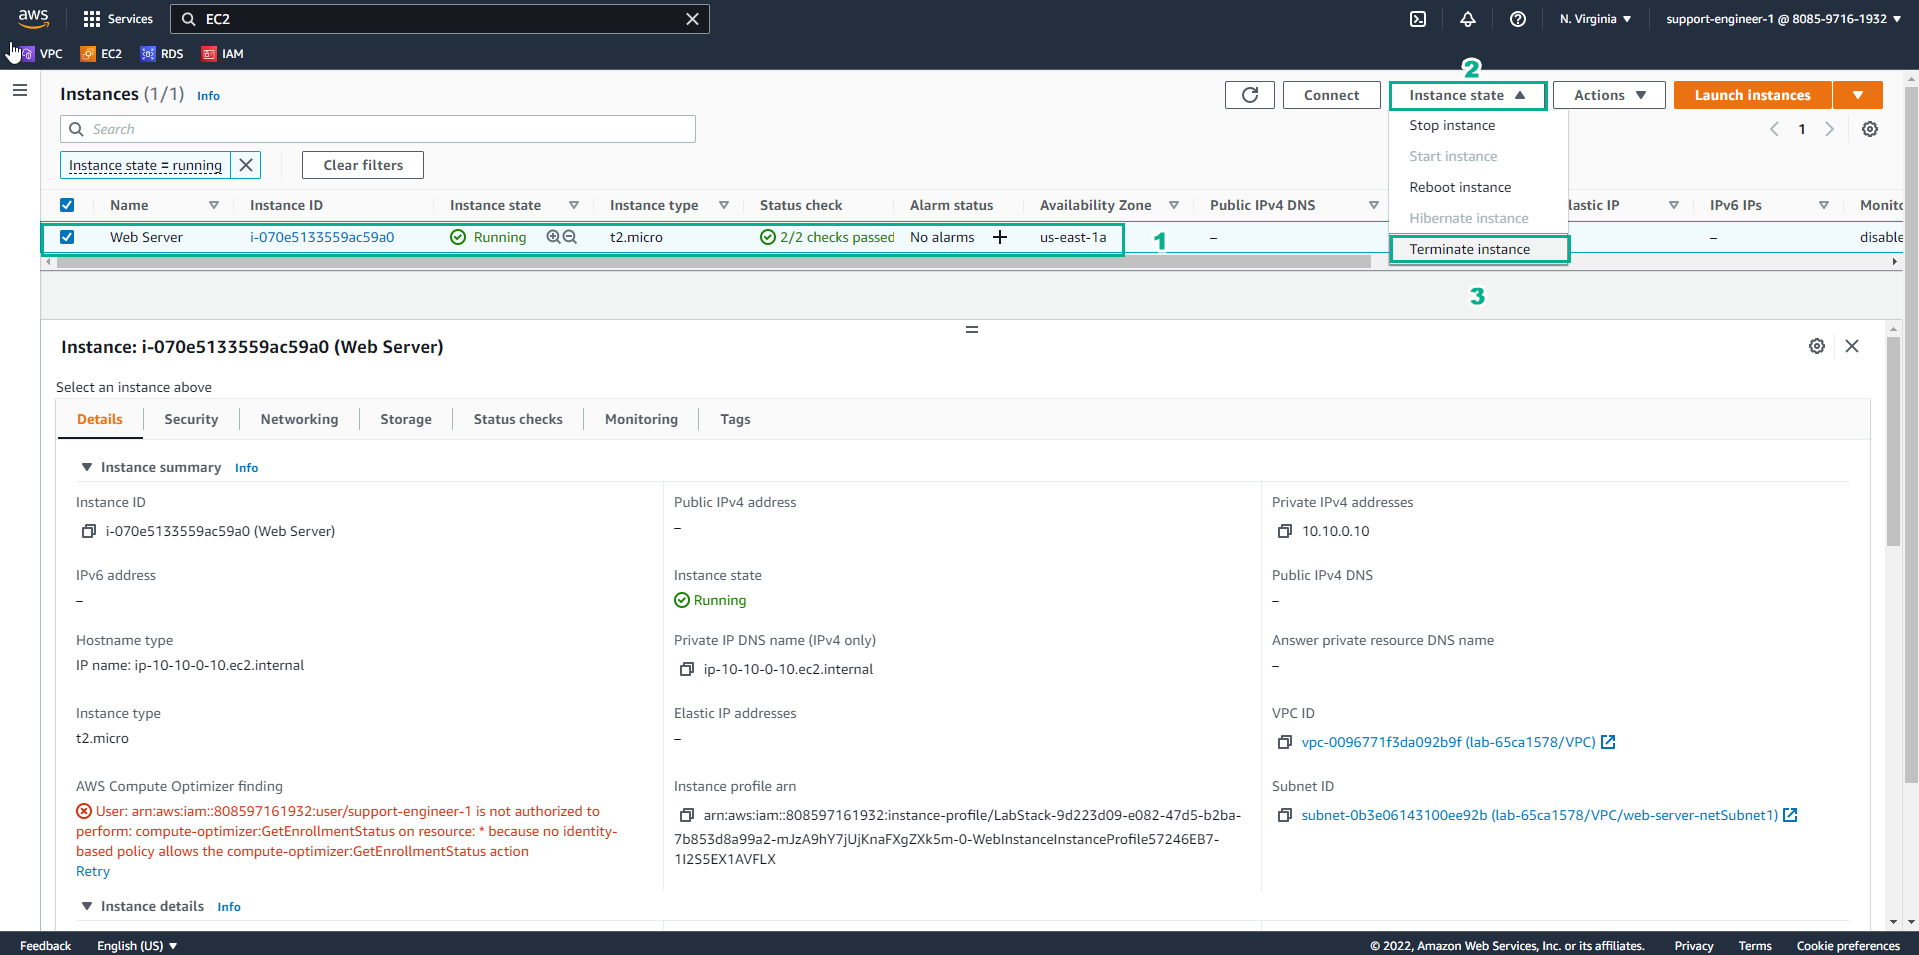 aws
Services
EC2
N. Virginia
support-engineer-1 @ 8085-9716-1932
VPC
EC2
RDS
IAM
2
Instances (1/1) Info
Connect
Instance state
Actions
Launch instances
Search
Stop instance
1
Start instance
Instance state = running
Clear filters
Reboot instance
Name
Instance ID
Instance state
Instance type
Status check
Alarm status
Availability Zone
Public IPv4 DNS
Hibernate instance
lastic IP
IPv6 IPs
Monito
Web Server
i-070e5133559ac59a0
Running
t2.micro
2/2 checks passed
No alarms
us-east-1a
1
–
Terminate instance
–
disable
3
Instance: i-070e5133559ac59a0 (Web Server)
Select an instance above
Details
Security
Networking
Storage
Status checks
Monitoring
Tags
Instance summary Info
Instance ID
i-070e5133559ac59a0 (Web Server)
Public IPv4 address
–
Private IPv4 addresses
10.10.0.10
IPv6 address
–
Instance state
Running
Public IPv4 DNS
–
Hostname type
IP name: ip-10-10-0-10.ec2.internal
Private IP DNS name (IPv4 only)
ip-10-10-0-10.ec2.internal
Answer private resource DNS name
–
Instance type
t2.micro
Elastic IP addresses
–
VPC ID
vpc-0096771f3da092b9f (lab-65ca1578/VPC)
AWS Compute Optimizer finding
User: arn:aws:iam::808597161932:user/support-engineer-1 is not authorized to
perform: compute-optimizer:GetEnrollmentStatus on resource: * because no identity-
based policy allows the compute-optimizer:GetEnrollmentStatus action
Retry
Instance profile arn
arn:aws:iam::808597161932:instance-profile/LabStack-9d223d09-e082-47d5-b2ba-
7b853d8a99a2-mJzA9hY7jUjKnaFXgZXk5m-0-WebInstanceInstanceProfile57246EB7-
1I2S5EX1AVFLX
Subnet ID
subnet-0b3e06143100ee92b (lab-65ca1578/VPC/web-server-netSubnet1)
Instance details Info
Feedback
English (US)
© 2022, Amazon Web Services, Inc. or its affiliates.
Privacy
Terms
Cookie preferences